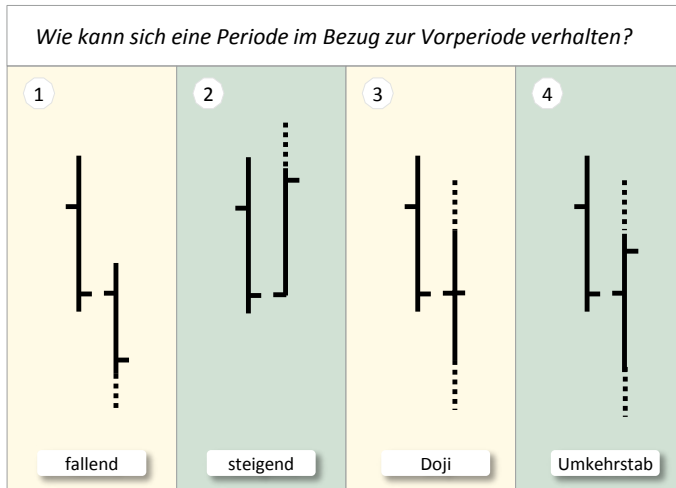 Wie kann sich eine Periode im Bezug zur Vorperiode verhalten?
1
2
3
4
fallend
steigend
Doji
Umkehrstab